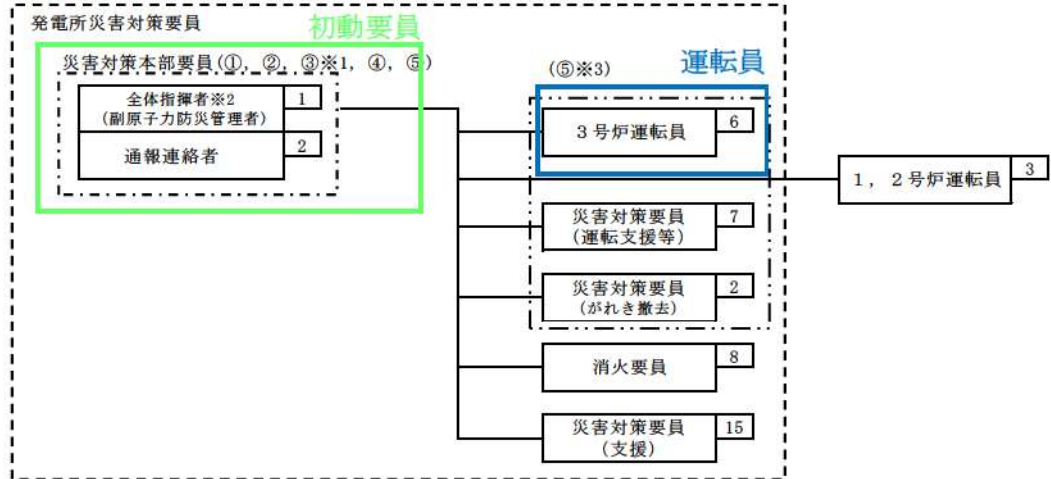 発電所災害対策要員
初動要員
災害対策本部要員(①, ②, ③※1, ④, ⑤)
全体指揮者※2
(副原子力防災管理者)
1
通報連絡者
2
(⑤※3)
運転員
3号炉運転員
6
1, 2号炉運転員
3
災害対策要員
(運転支援等)
7
災害対策要員
(がれき撤去)
2
消火要員
8
災害対策要員
(支援)
15